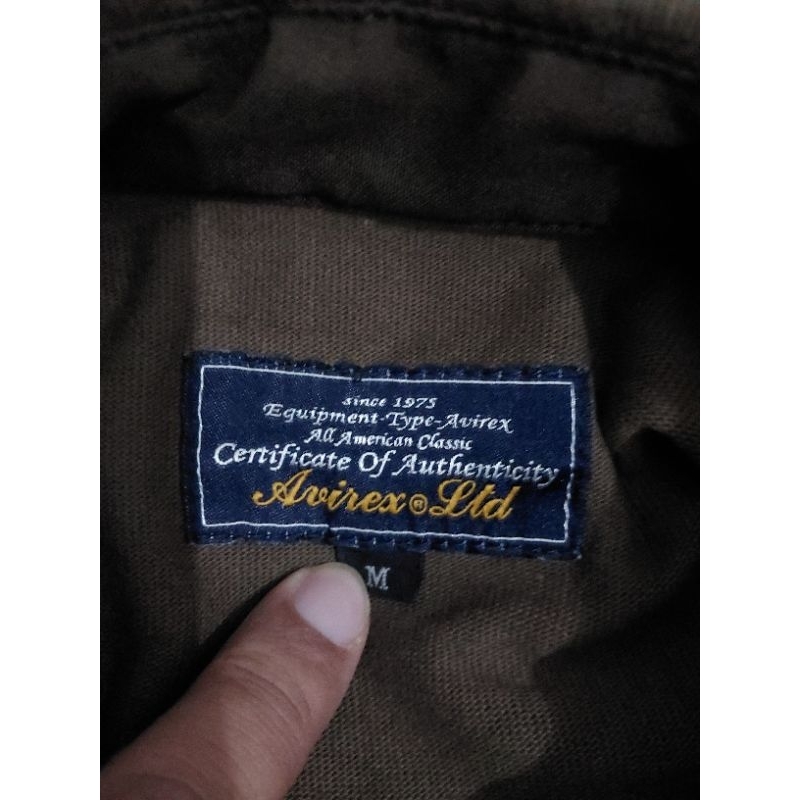 since 1975
Equipment-Type-Avirex
All American Classic
Certificate Of Authenticity
Avirex®Ltd
M